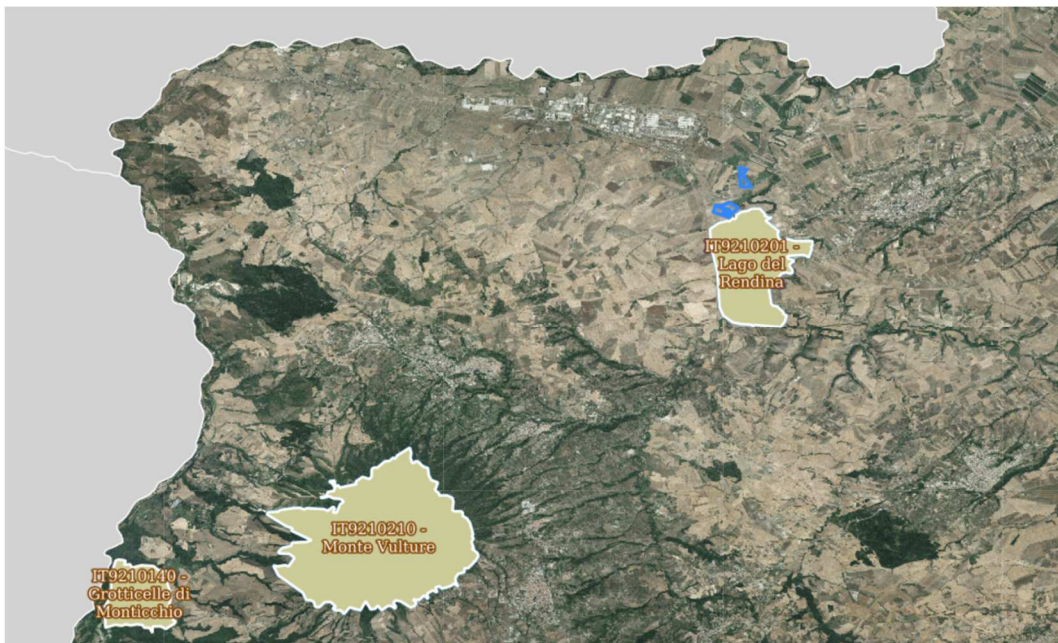 IT9210201 -
Lago del
Rendina
IT9210210 -
Monte Vulture
IT9210140 -
Grotticelle di
Monticchio